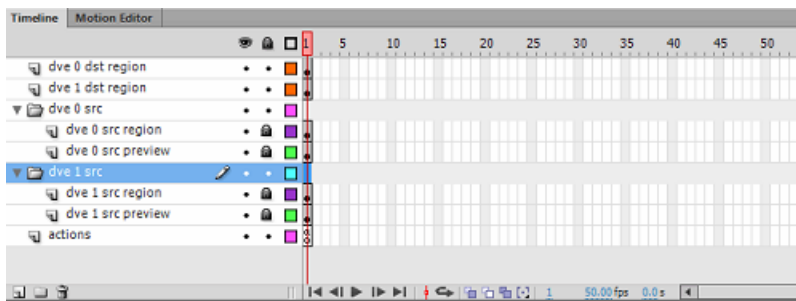 Timeline Motion Editor
1 5 10 15 20 25 30 35 40 45 50
dve 0 dst region
dve 1 dst region
dve 0 src
dve 0 src region
dve 0 src preview
dve 1 src
dve 1 src region
dve 1 src preview
actions
1 50.00 fps 0.0 s